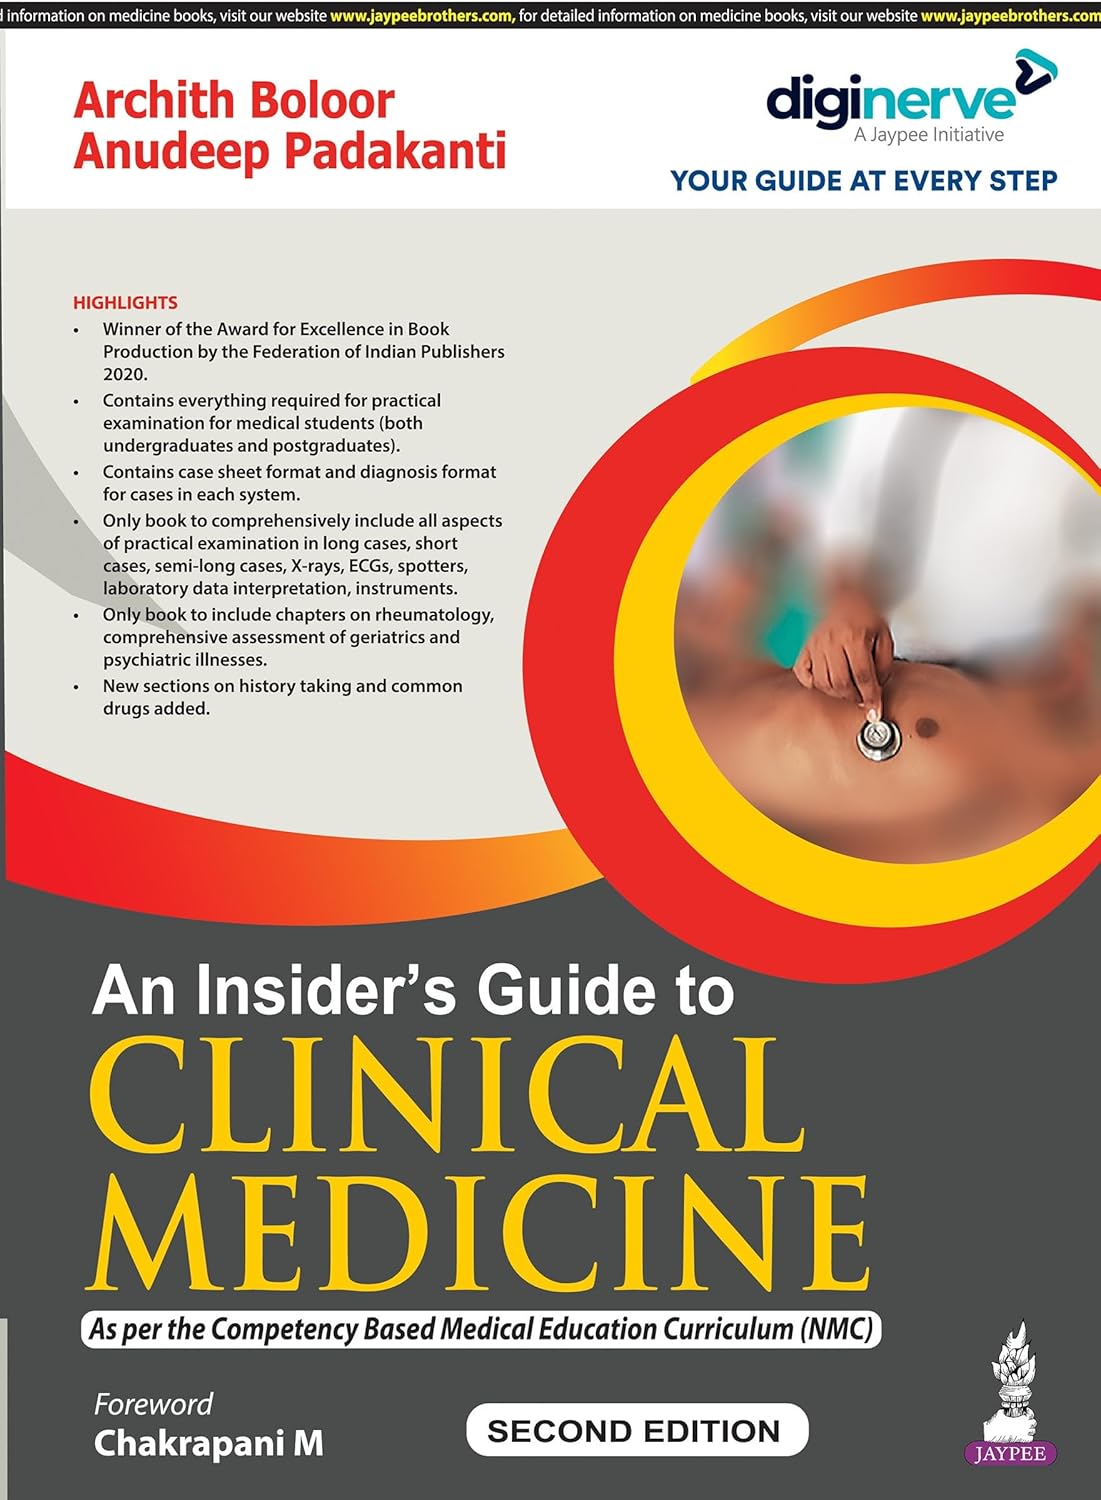 information on medicine books, visit our website www.jaypeebrothers.com, for detailed information on medicine books, visit our website www.jaypeebrothers.com
Archith Boloor
Anudeep Padakanti
diginerve
A Jaypee Initiative
YOUR GUIDE AT EVERY STEP
HIGHLIGHTS
• Winner of the Award for Excellence in Book
Production by the Federation of Indian Publishers
2020.
• Contains everything required for practical
examination for medical students (both
undergraduates and postgraduates).
• Contains case sheet format and diagnosis format
for cases in each system.
• Only book to comprehensively include all aspects
of practical examination in long cases, short
cases, semi-long cases, X-rays, ECGs, spotters,
laboratory data interpretation, instruments.
• Only book to include chapters on rheumatology,
comprehensive assessment of geriatrics and
psychiatric illnesses.
• New sections on history taking and common
drugs added.
An Insider's Guide to
CLINICAL
MEDICINE
As per the Competency Based Medical Education Curriculum (NMC)
Foreword
Chakrapani M
SECOND EDITION
JAYPEE